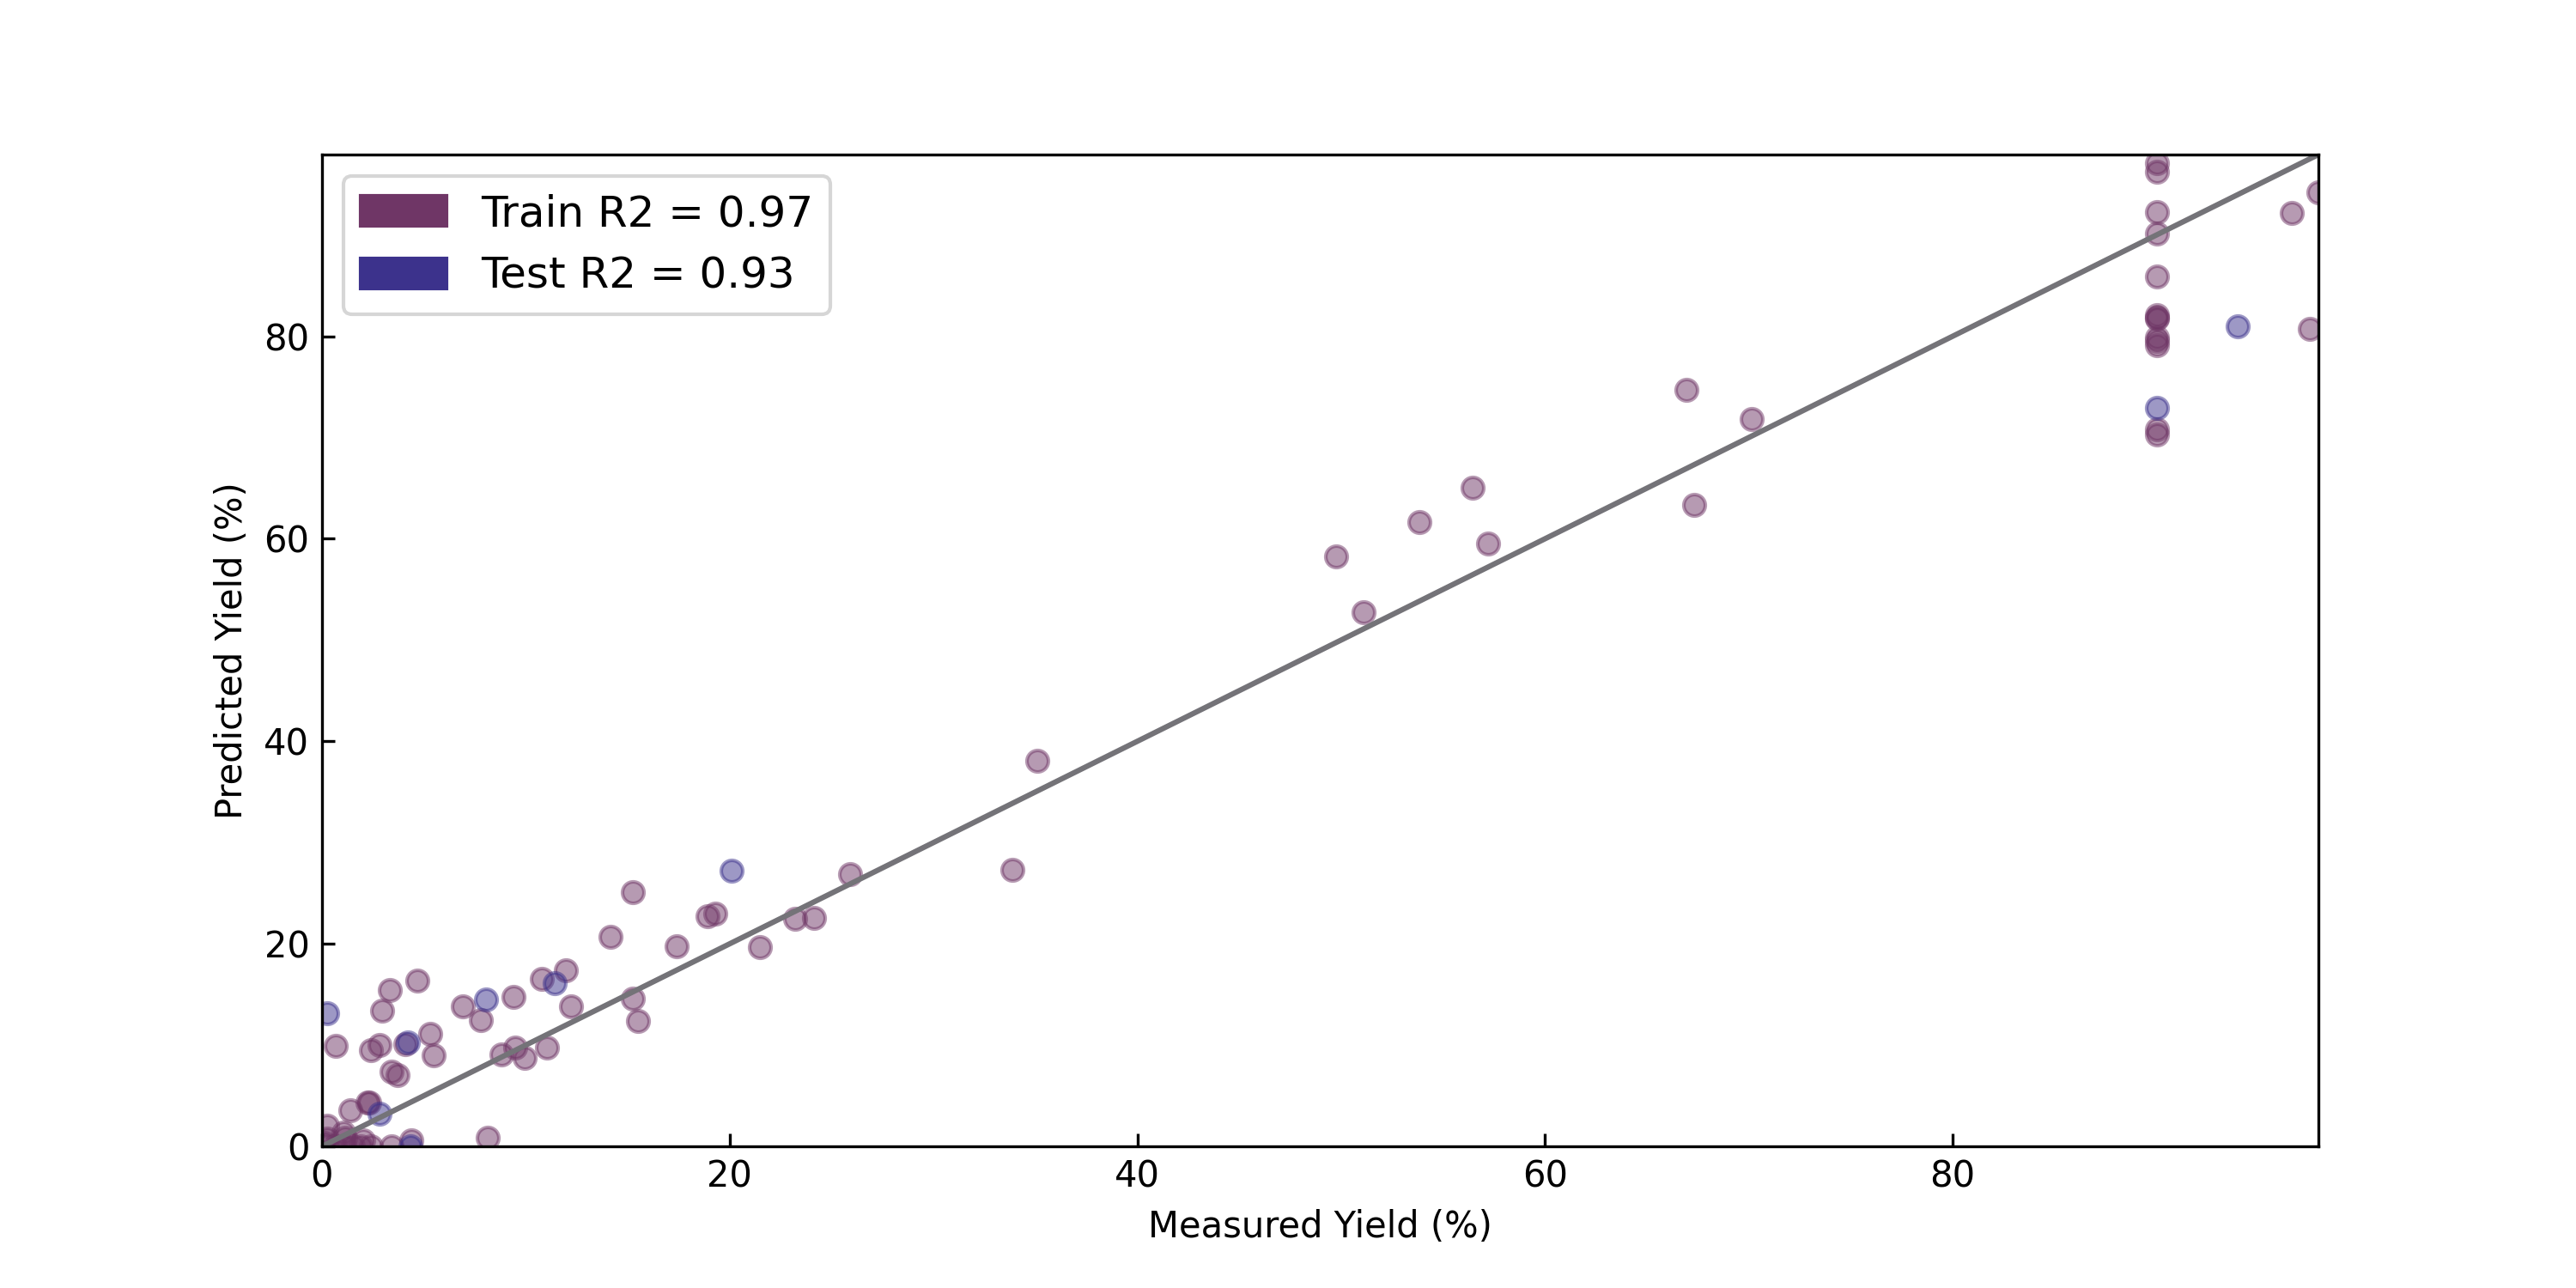 Train R2 = 0.97
Test R2 = 0.93
80
60
40
20
0
0 20 40 60 80
Predicted Yield (%)
Measured Yield (%)